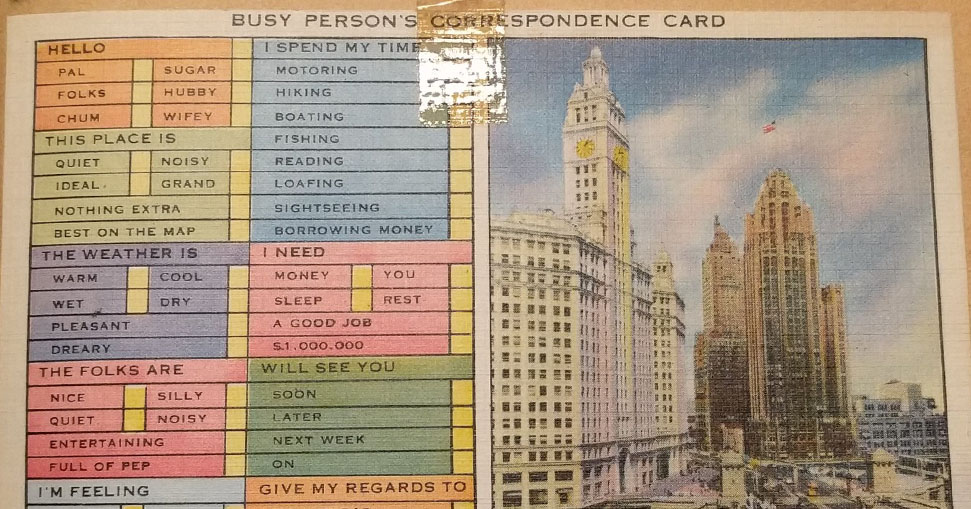 BUSY PERSON'S CORRESPONDENCE CARD
HELLO
PAL SUGAR
FOLKS HUBBY
CHUM WIFEY
THIS PLACE IS
QUIET NOISY
IDEAL GRAND
NOTHING EXTRA
BEST ON THE MAP
THE WEATHER IS
WARM COOL
WET DRY
PLEASANT
DREARY
THE FOLKS ARE
NICE SILLY
QUIET NOISY
ENTERTAINING
FULL OF PEP
I'M FEELING
I SPEND MY TIME
MOTORING
HIKING
BOATING
FISHING
READING
LOAFING
SIGHTSEEING
BORROWING MONEY
I NEED
MONEY YOU
SLEEP REST
A GOOD JOB
$1,000.000
WILL SEE YOU
SOON
LATER
NEXT WEEK
ON
GIVE MY REGARDS TO